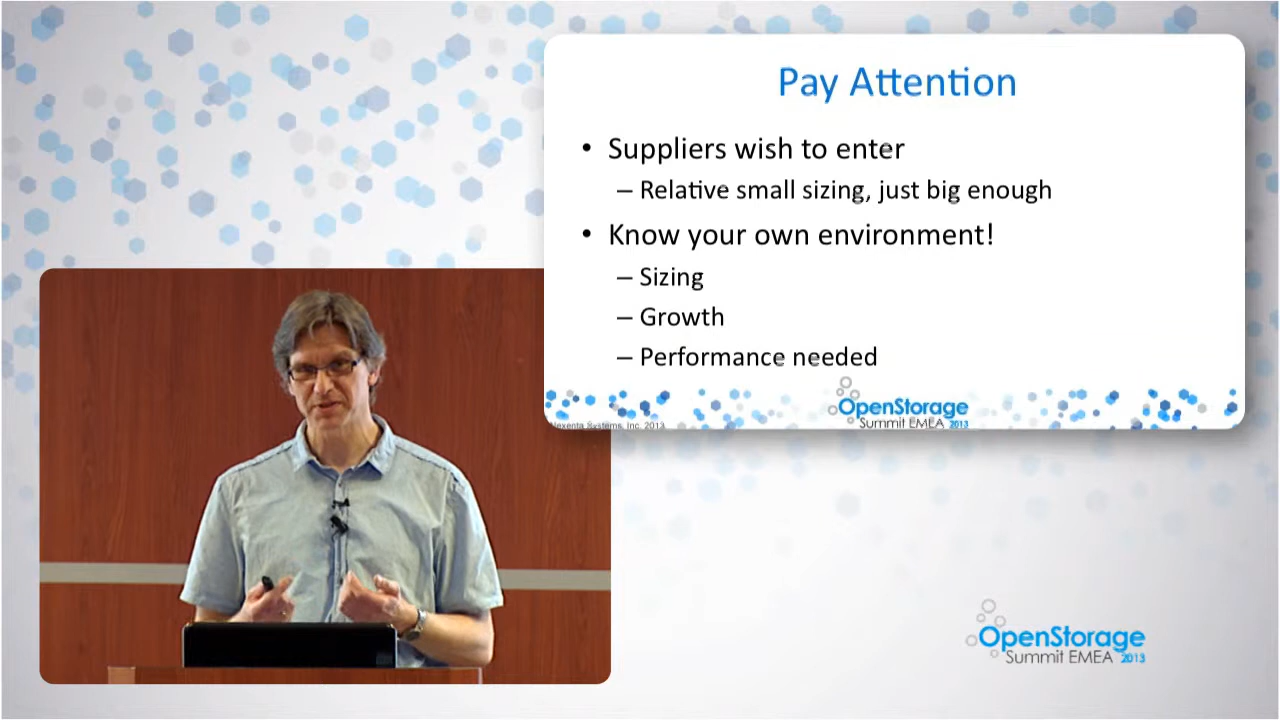 Pay Attention
• Suppliers wish to enter
– Relative small sizing, just big enough
• Know your own environment!
– Sizing
– Growth
– Performance needed
OpenStorage
Summit EMEA 2013
Nexenta Systems, Inc. 2013
OpenStorage
Summit EMEA 2013